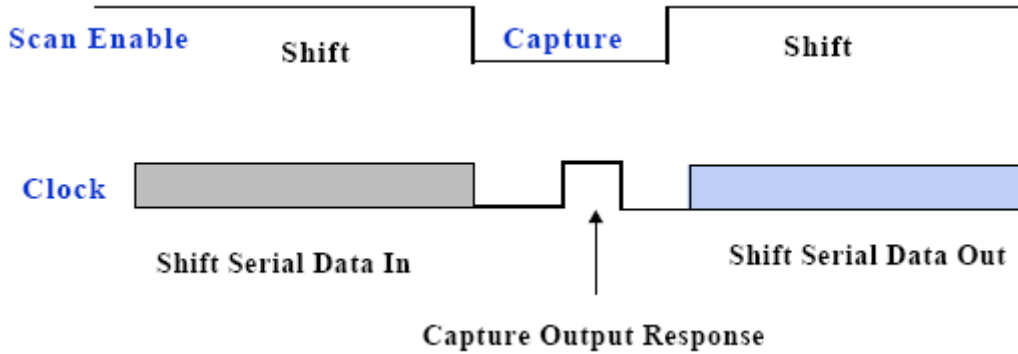 Scan Enable
Shift
Capture
Shift
Clock
Shift Serial Data In
Shift Serial Data Out
Capture Output Response